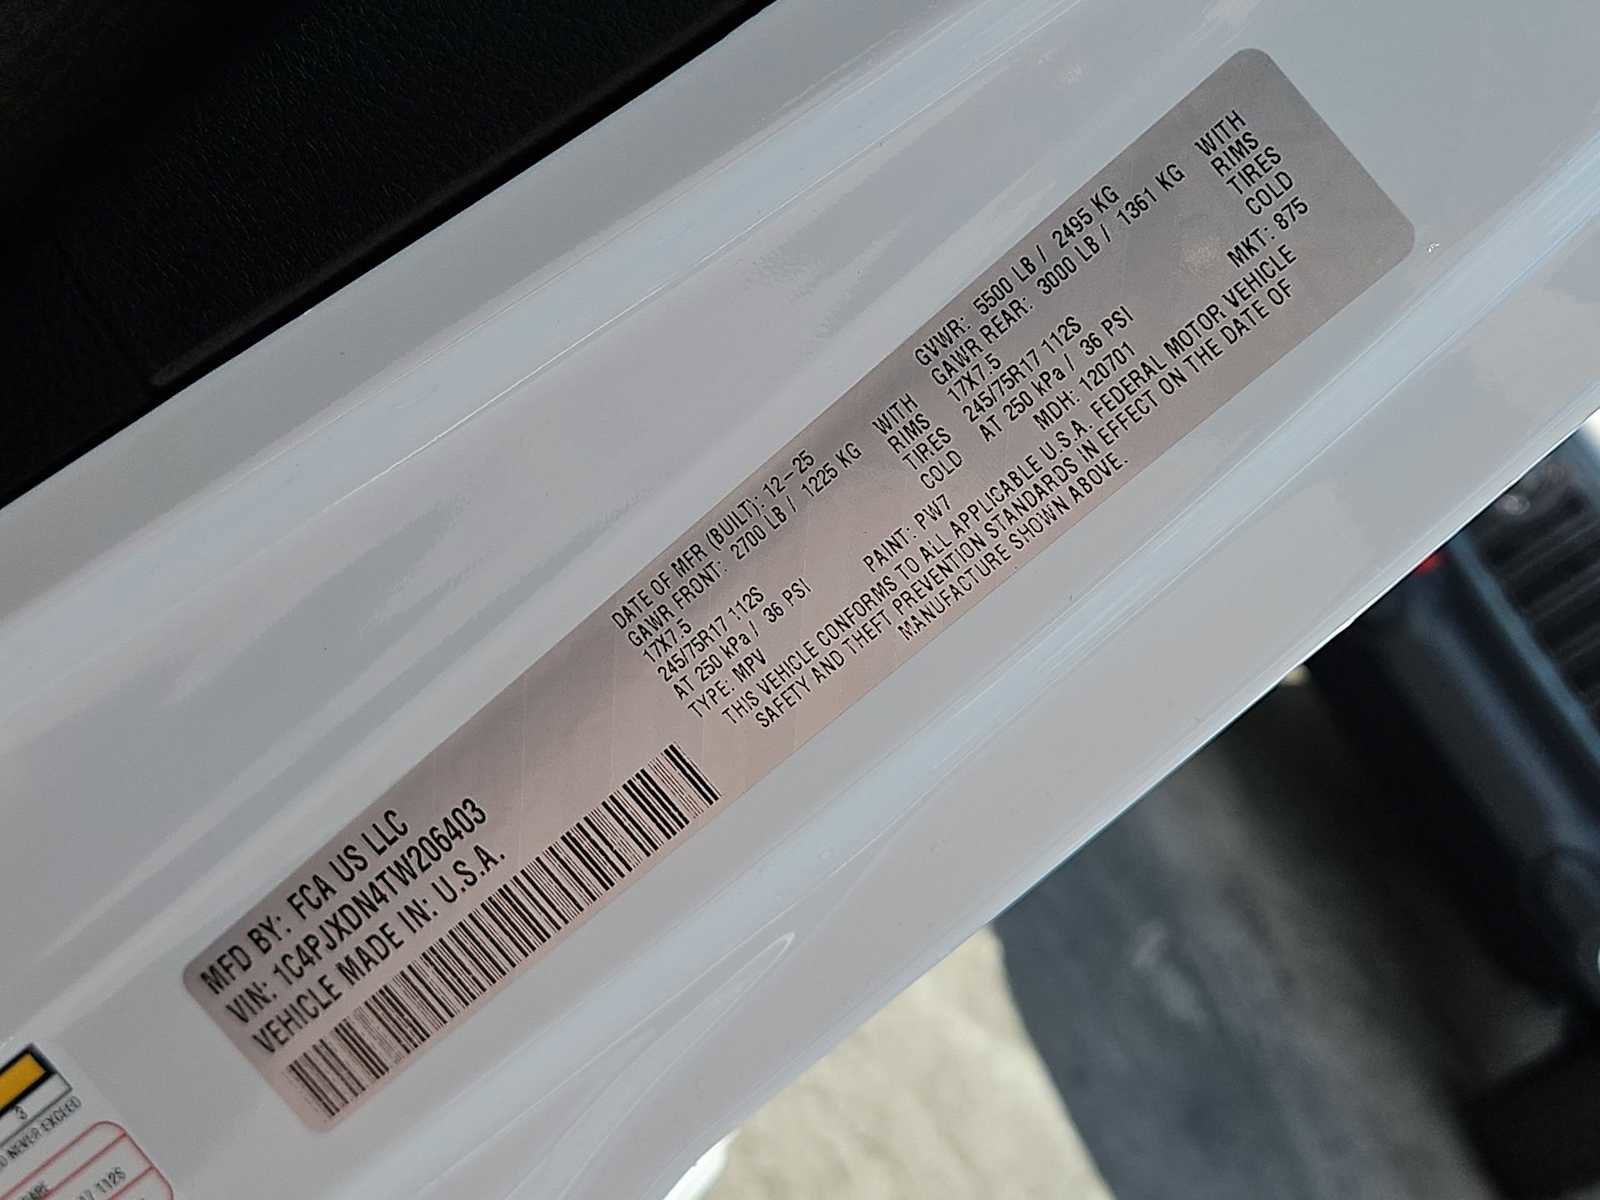 MFD BY: FCA US LLC
VIN: 1C4PJXDN4TW206403
VEHICLE MADE IN: U.S.A.
DATE OF MFR (BUILT): 12-25 GVWR: 5500 LB / 2495 KG
GAWR FRONT: 2700 LB / 1225 KG WITH GAWR REAR: 3000 LB / 1361 KG WITH
17X7.5 RIMS 17X7.5 RIMS
245/75R17 112S TIRES 245/75R17 112S TIRES
AT 250 kPa / 36 PSI COLD AT 250 kPa / 36 PSI COLD
TYPE: MPV PAINT: PW7 MDH: 120701 MKT: 875
THIS VEHICLE CONFORMS TO ALL APPLICABLE U.S.A. FEDERAL MOTOR VEHICLE
SAFETY AND THEFT PREVENTION STANDARDS IN EFFECT ON THE DATE OF
MANUFACTURE SHOWN ABOVE.
3
NEVER EXCEED
112S